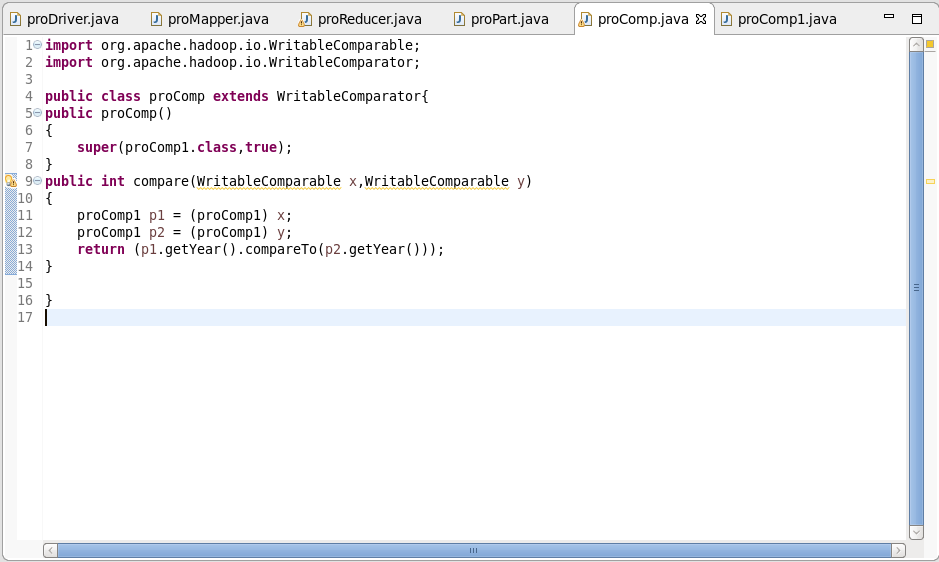 proDriver.java proMapper.java proReducer.java proPart.java proComp.java proComp1.java
1 import org.apache.hadoop.io.WritableComparable;
2 import org.apache.hadoop.io.WritableComparator;
3
4 public class proComp extends WritableComparator{
5 public proComp()
6 {
7     super(proComp1.class,true);
8 }
9 public int compare(WritableComparable x,WritableComparable y)
10 {
11     proComp1 p1 = (proComp1) x;
12     proComp1 p2 = (proComp1) y;
13     return (p1.getYear().compareTo(p2.getYear()));
14 }
15
16 }
17